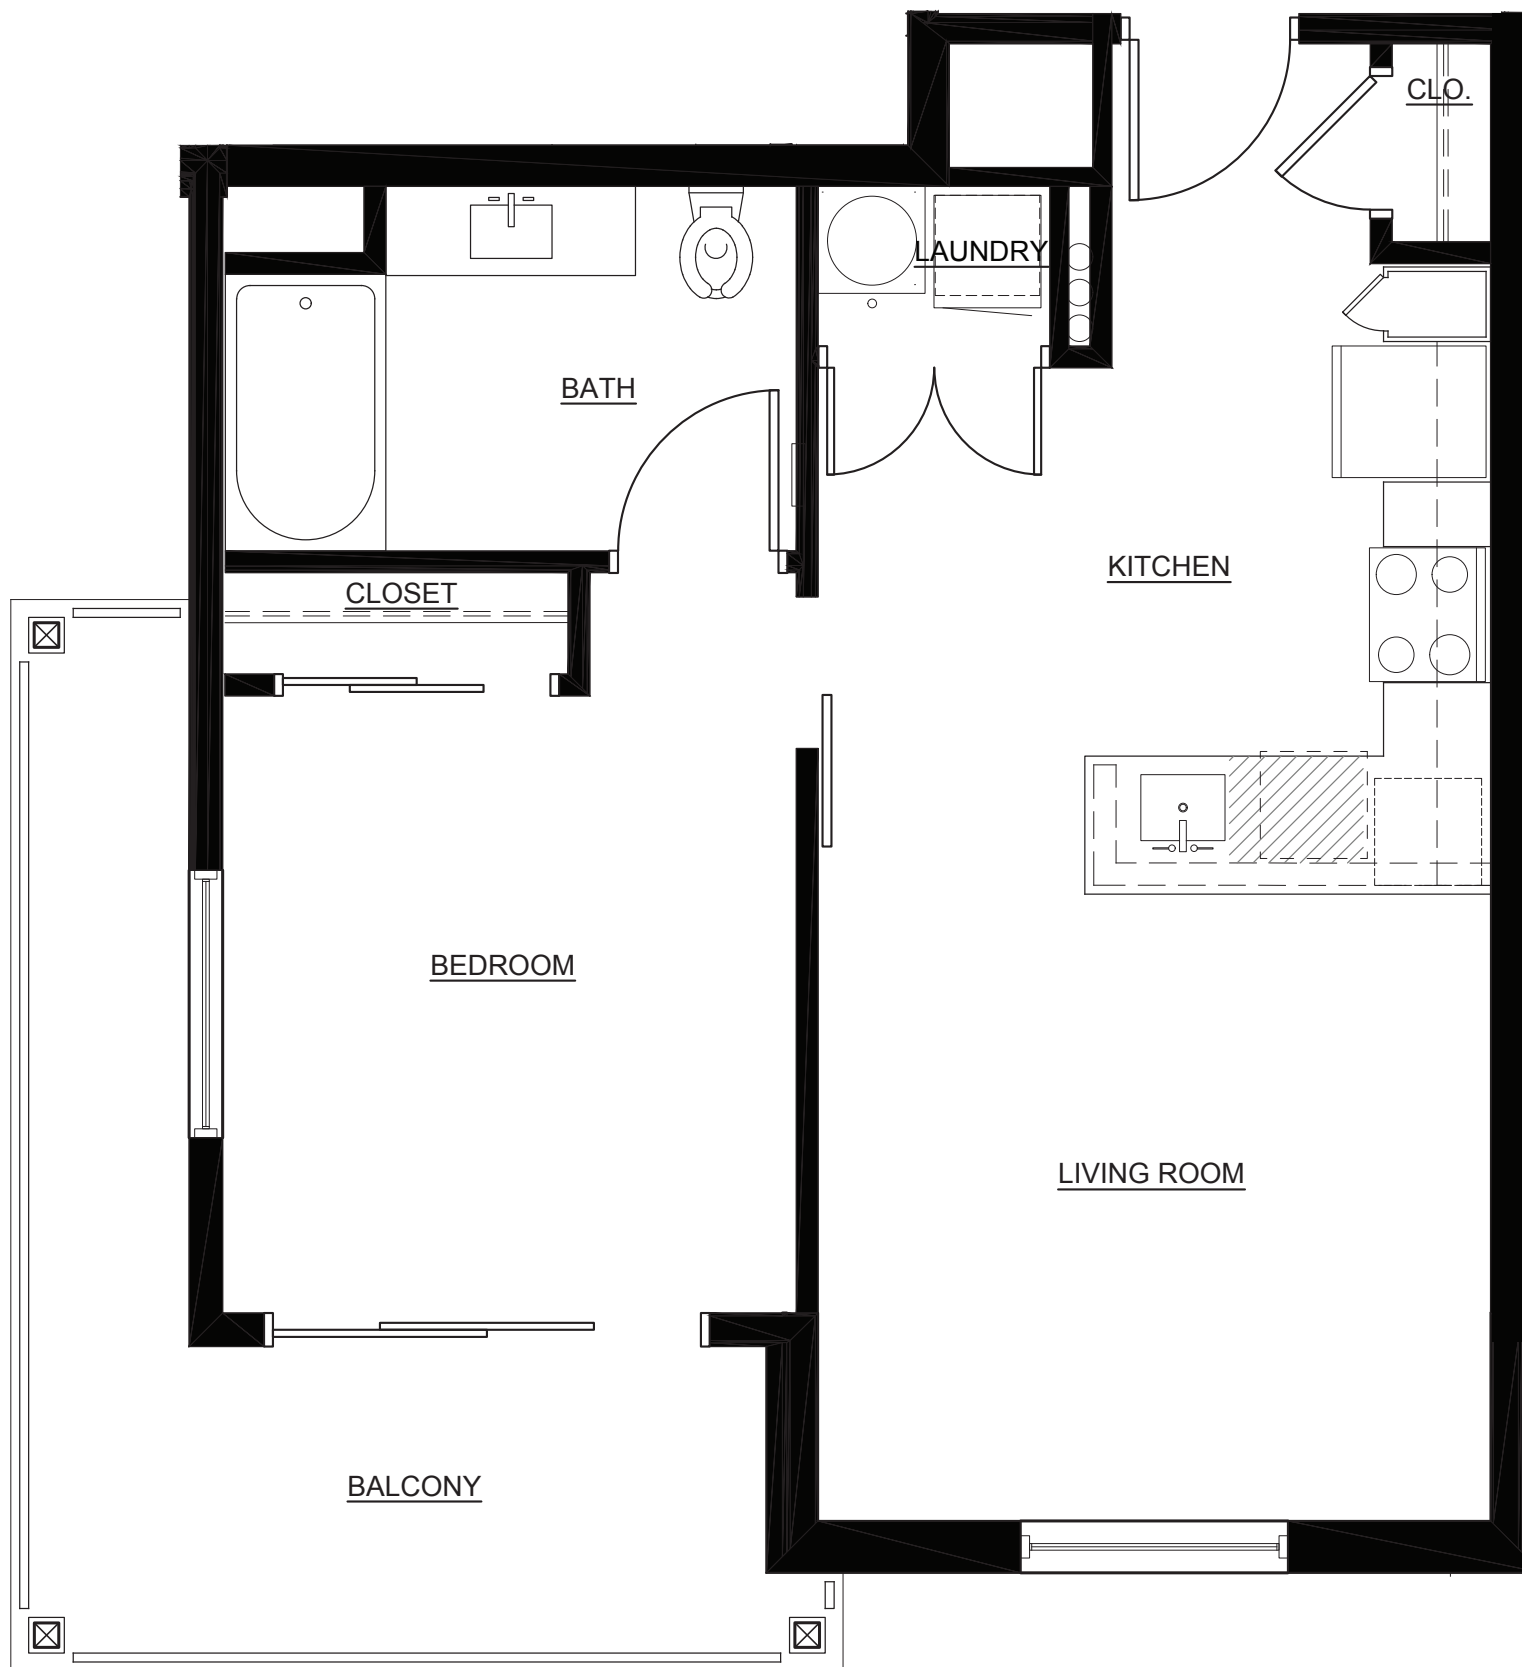 CLO.
LAUNDRY
BATH
KITCHEN
CLOSET
BEDROOM
LIVING ROOM
BALCONY